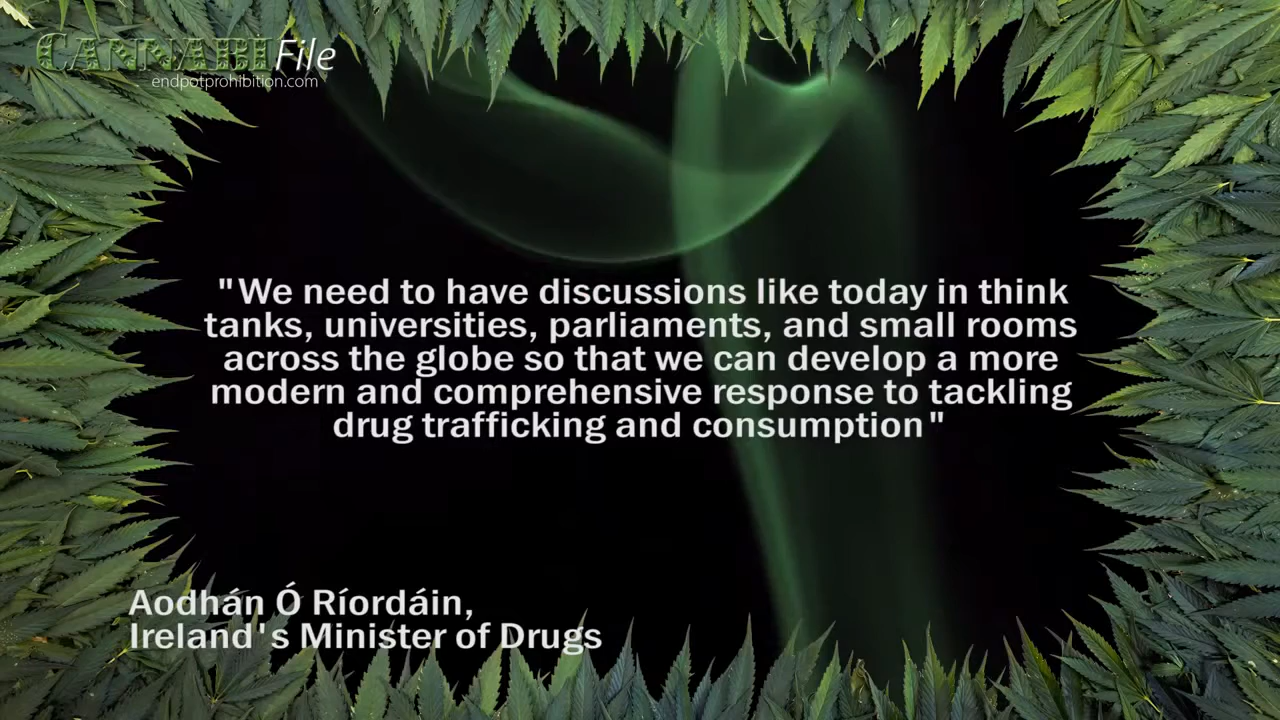 CANNABIFile
endpotprohibition.com
"We need to have discussions like today in think
tanks, universities, parliaments, and small rooms
across the globe so that we can develop a more
modern and comprehensive response to tackling
drug trafficking and consumption"
Aodhán Ó Ríordáin,
Ireland's Minister of Drugs